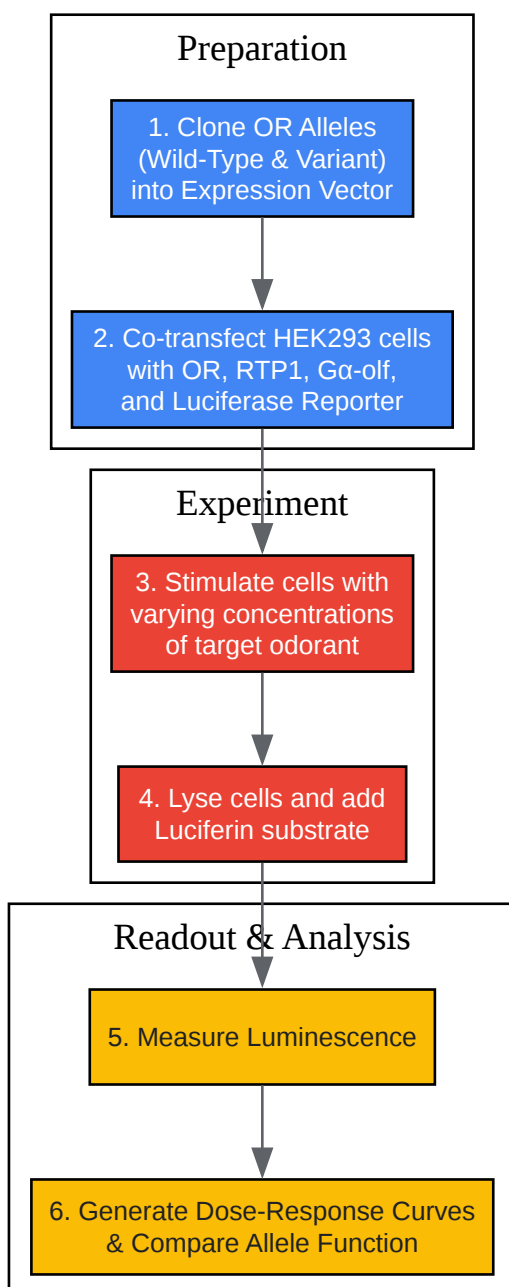 Preparation
1. Clone OR Alleles
(Wild-Type & Variant)
into Expression Vector
2. Co-transfect HEK293 cells
with OR, RTP1, Gα-olf,
and Luciferase Reporter
Experiment
3. Stimulate cells with
varying concentrations
of target odorant
4. Lyse cells and add
Luciferin substrate
Readout & Analysis
5. Measure Luminescence
6. Generate Dose-Response Curves
& Compare Allele Function